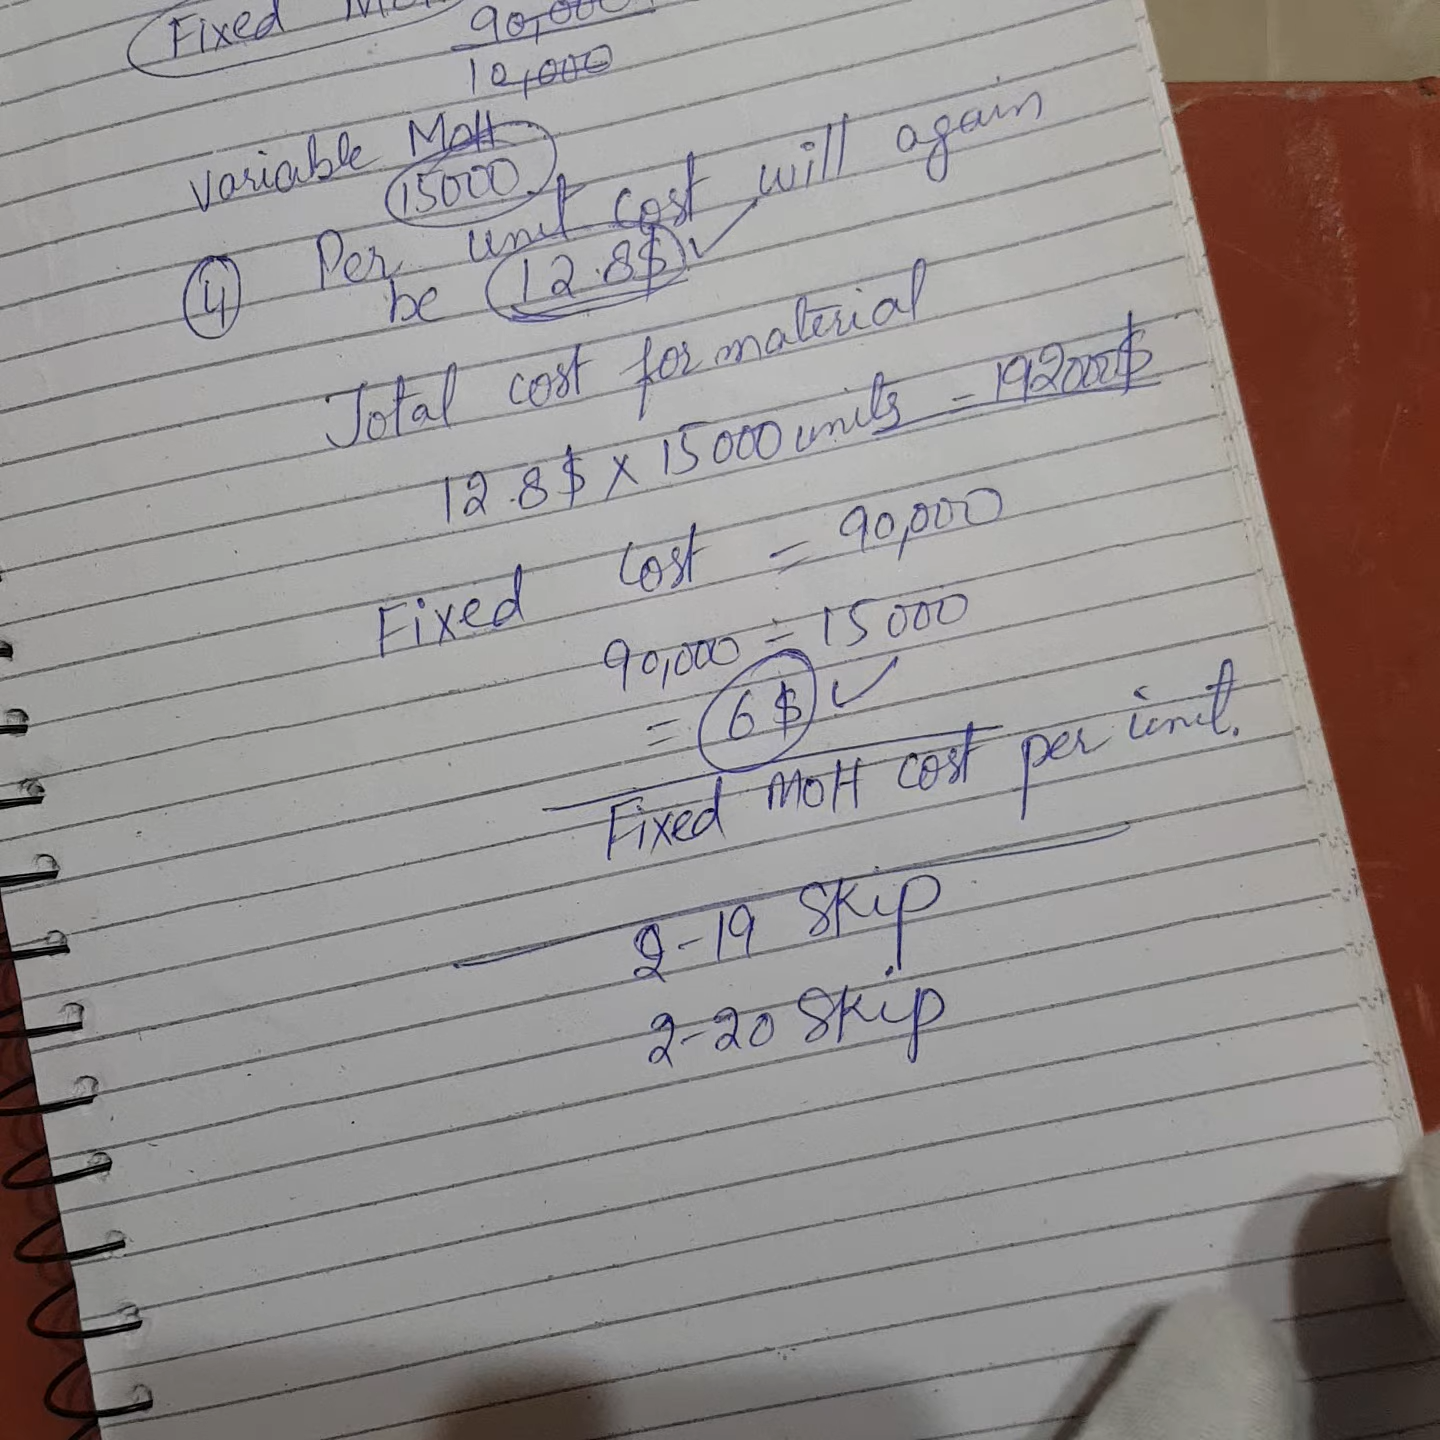 Fixed MOH
90,000
10,000
variable MOH
15000
④ Per unit cost will again
be 12.8$ ✓
Total cost for material
12.8$ × 15000 units = 192000$
Fixed Cost = 90,000
90,000 ÷ 15000
= 6$ ✓
Fixed MOH cost per unit.
2-19 Skip
2-20 Skip